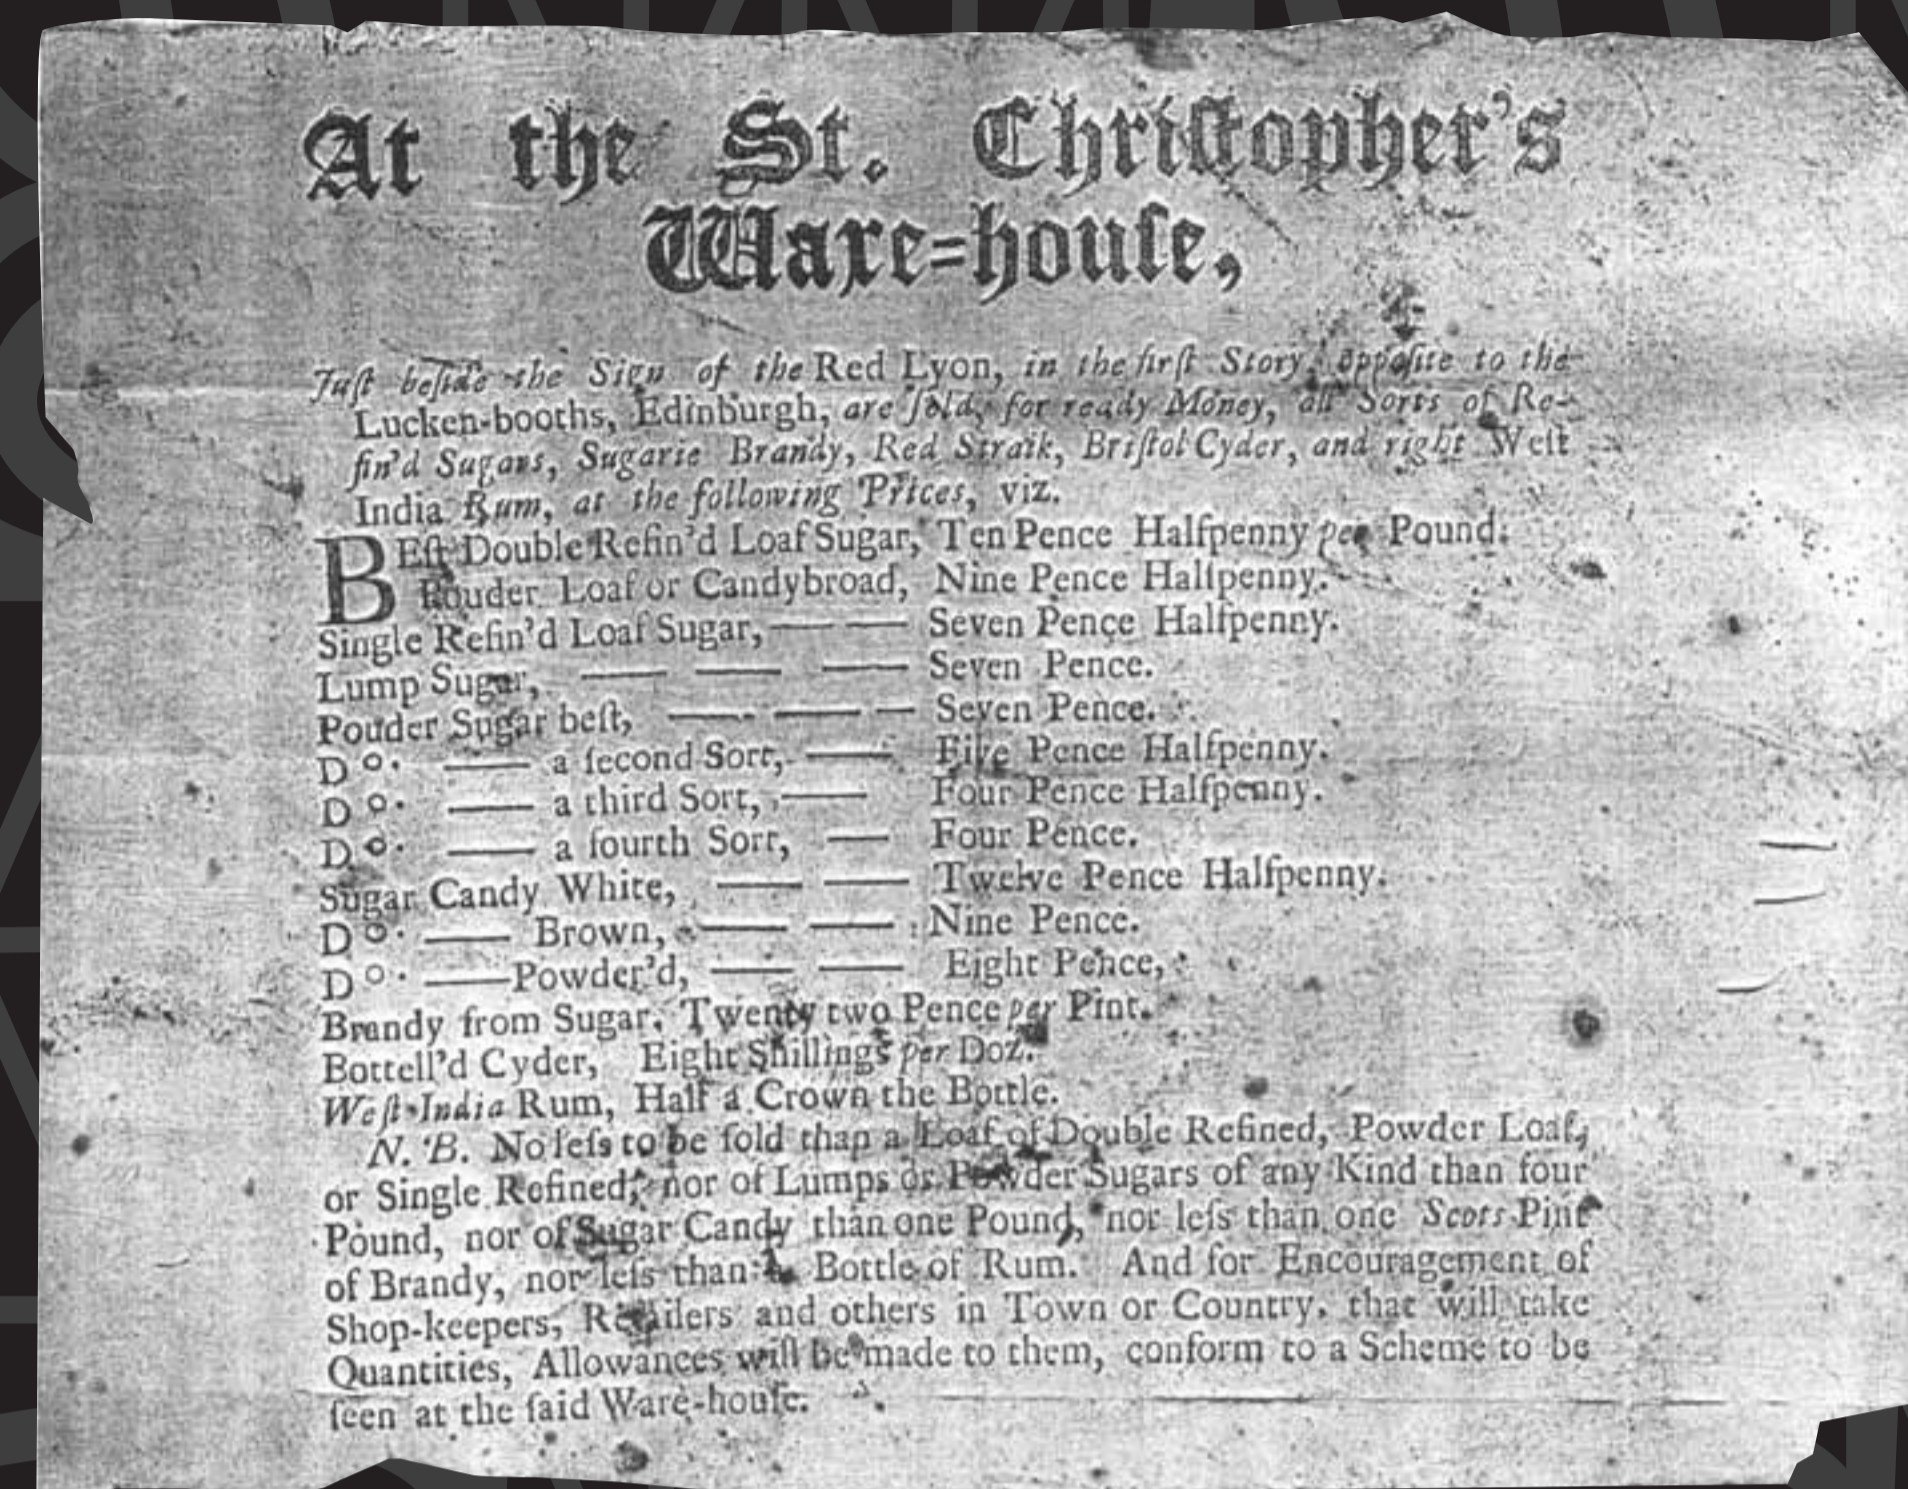 At the St. Chriſtopher's
Ware=houſe,
Juſt beſide the Sign of the Red Lyon, in the firſt Story, oppoſite to the
Lucken-booths, Edinburgh, are ſold, for ready Money, all Sorts of Re-
fin'd Sugars, Sugarie Brandy, Red Straik, Briſtol Cyder, and right Weſt
India Rum, at the following Prices, viz.
BEſt Double Refin'd Loaf Sugar, Ten Pence Halfpenny per Pound.
Pouder Loaf or Candybroad, Nine Pence Halfpenny.
Single Refin'd Loaf Sugar, — — Seven Pence Halfpenny.
Lump Sugar, — — — Seven Pence.
Pouder Sugar beſt, — — — Seven Pence.
Dº. — a ſecond Sort, — Five Pence Halfpenny.
Dº. — a third Sort, — Four Pence Halfpenny.
Dº. — a fourth Sort, — Four Pence.
Sugar Candy White, — — Twelve Pence Halfpenny.
Dº. — Brown, — — Nine Pence.
Dº. — Powder'd, — — Eight Pence,
Brandy from Sugar, Twenty two Pence per Pint.
Bottell'd Cyder, Eight Shillings per Doz.
Weſt-India Rum, Half a Crown the Bottle.
N. B. No leſs to be ſold than a Loaf of Double Refined, Powder Loaf,
or Single Refined; nor of Lumps or Powder Sugars of any Kind than four
Pound, nor of Sugar Candy than one Pound, nor leſs than one Scots Pint
of Brandy, nor leſs than a Bottle of Rum. And for Encouragement of
Shop-keepers, Retailers and others in Town or Country, that will take
Quantities, Allowances will be made to them, conform to a Scheme to be
ſeen at the ſaid Ware-houſe.